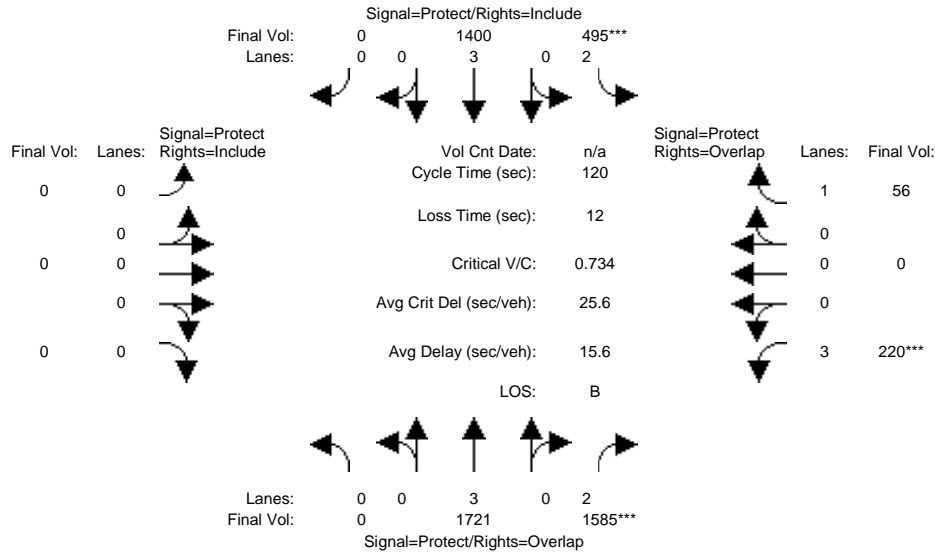 Signal=Protect/Rights=Include
Final Vol: 0 1400 495***
Lanes: 0 0 3 0 2
Signal=Protect Signal=Protect
Final Vol: Lanes: Rights=Include Vol Cnt Date: n/a Rights=Overlap Lanes: Final Vol:
Cycle Time (sec): 120
0 0 1 56
Loss Time (sec): 12
0 0
0 0 Critical V/C: 0.734 0 0
0 Avg Crit Del (sec/veh): 25.6 0
0 0 Avg Delay (sec/veh): 15.6 3 220***
LOS: B
Lanes: 0 0 3 0 2
Final Vol: 0 1721 1585***
Signal=Protect/Rights=Overlap